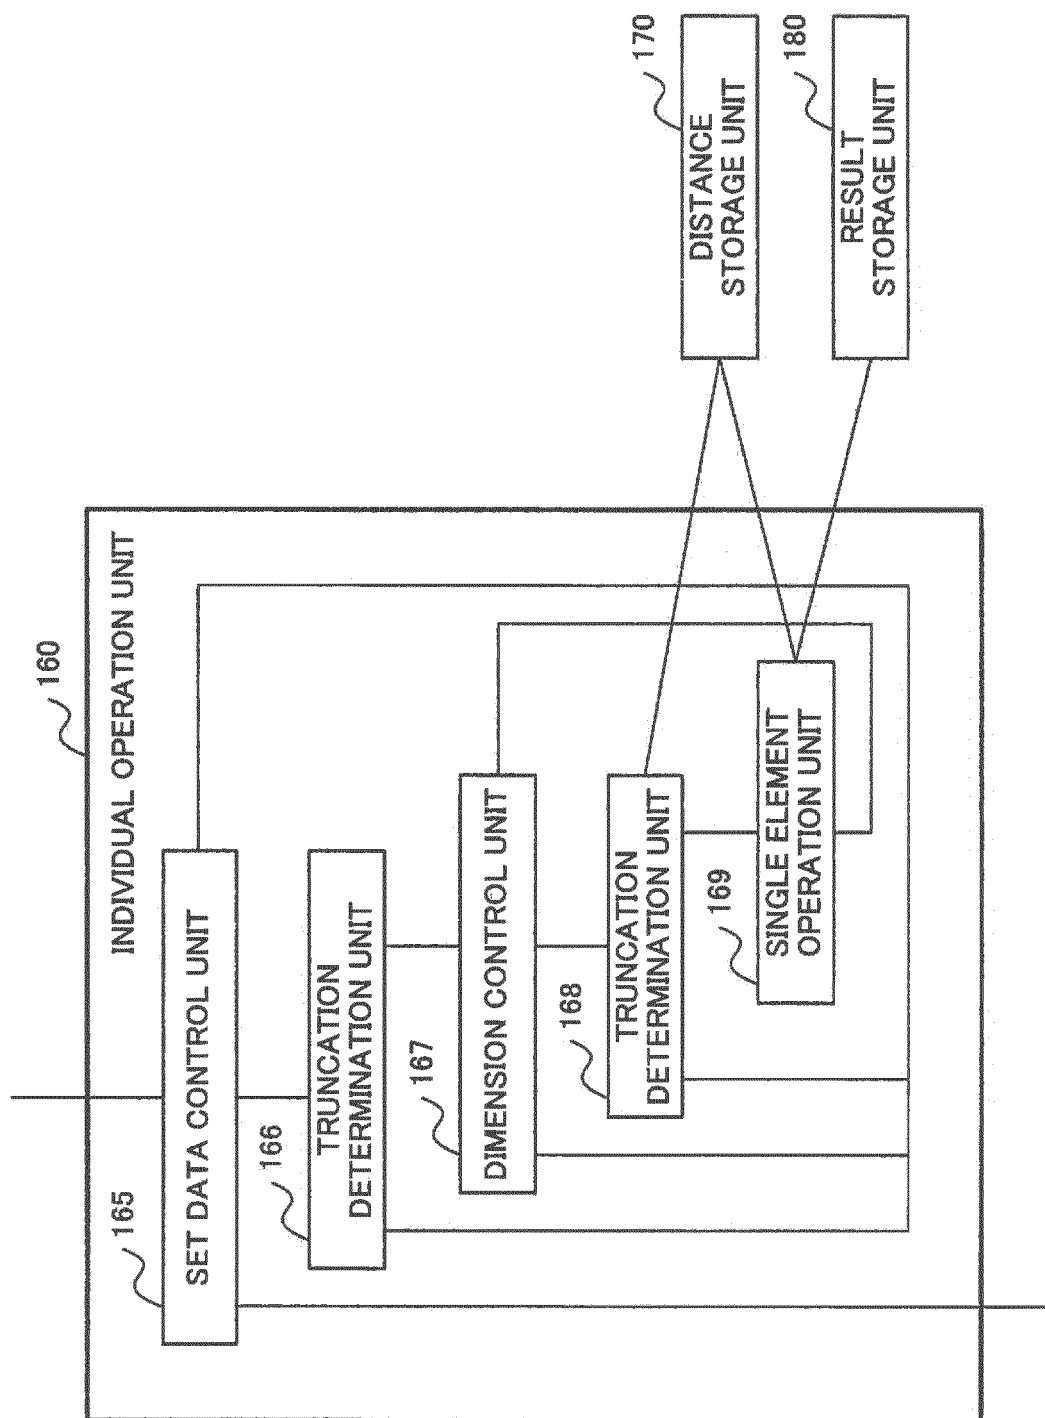 160
INDIVIDUAL OPERATION UNIT
165
SET DATA CONTROL UNIT
166
TRUNCATION
DETERMINATION UNIT
167
DIMENSION CONTROL UNIT
168
TRUNCATION
DETERMINATION UNIT
169
SINGLE ELEMENT
OPERATION UNIT
170
DISTANCE
STORAGE UNIT
180
RESULT
STORAGE UNIT